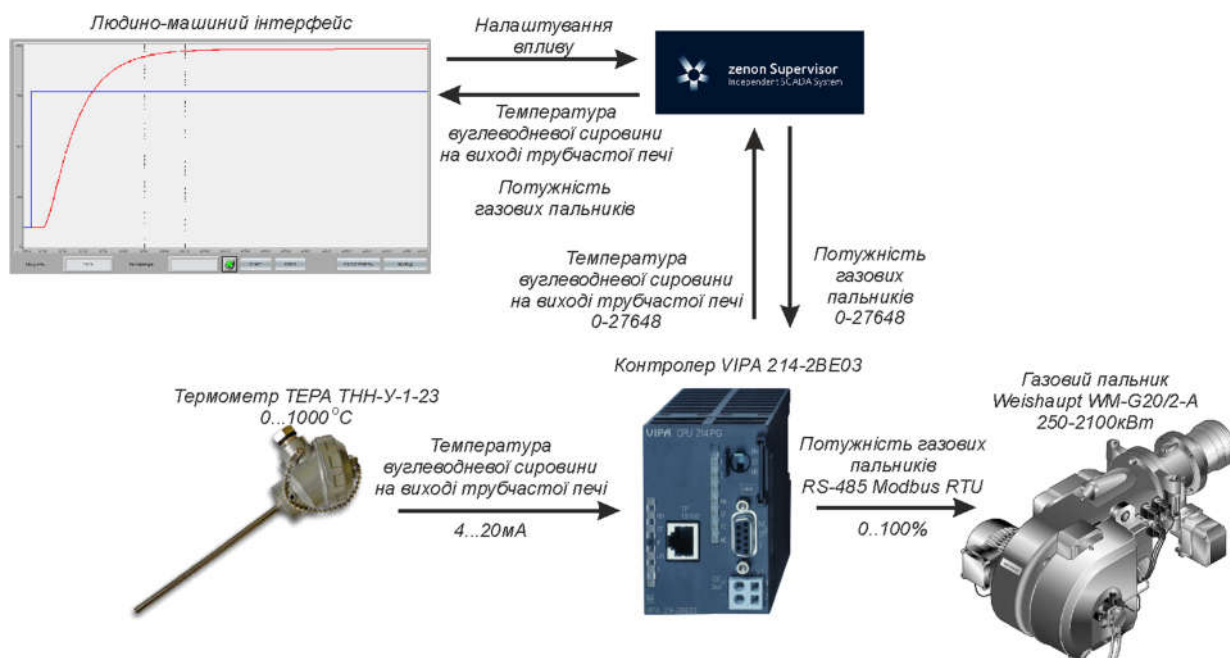 Людино-машиний інтерфейс
Налаштування
впливу
zenon Supervisor
Independent SCADA System
Температура
вуглеводневої сировини
на виході трубчастої печі
Потужність
газових пальників
Температура
вуглеводневої сировини
на виході трубчастої печі
0-27648
Потужність
газових
пальників
0-27648
Контролер VIPA 214-2BE03
Термометр ТЕРА ТНН-У-1-23
0...1000°С
Температура
вуглеводневої сировини
на виході трубчастої печі
4...20мА
VIPA CPU 214PG
Потужність газових
пальників
RS-485 Modbus RTU
0..100%
Газовий пальник
Weishaupt WM-G20/2-A
250-2100кВт